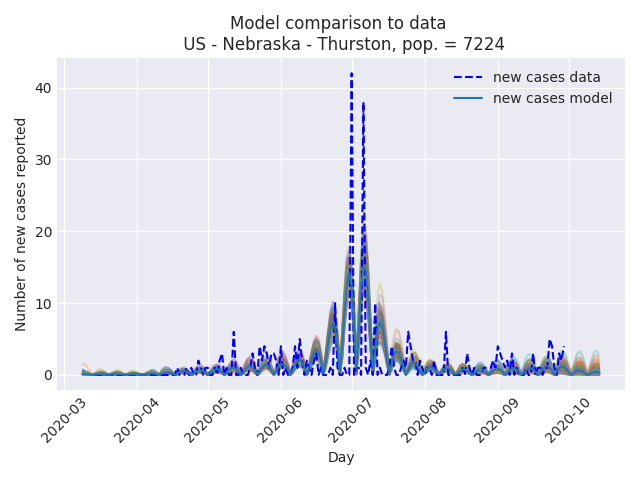 Model comparison to data
US - Nebraska - Thurston, pop. = 7224
new cases data
new cases model
Number of new cases reported
40
30
20
10
0
2020-03
2020-04
2020-05
2020-06
2020-07
2020-08
2020-09
2020-10
Day